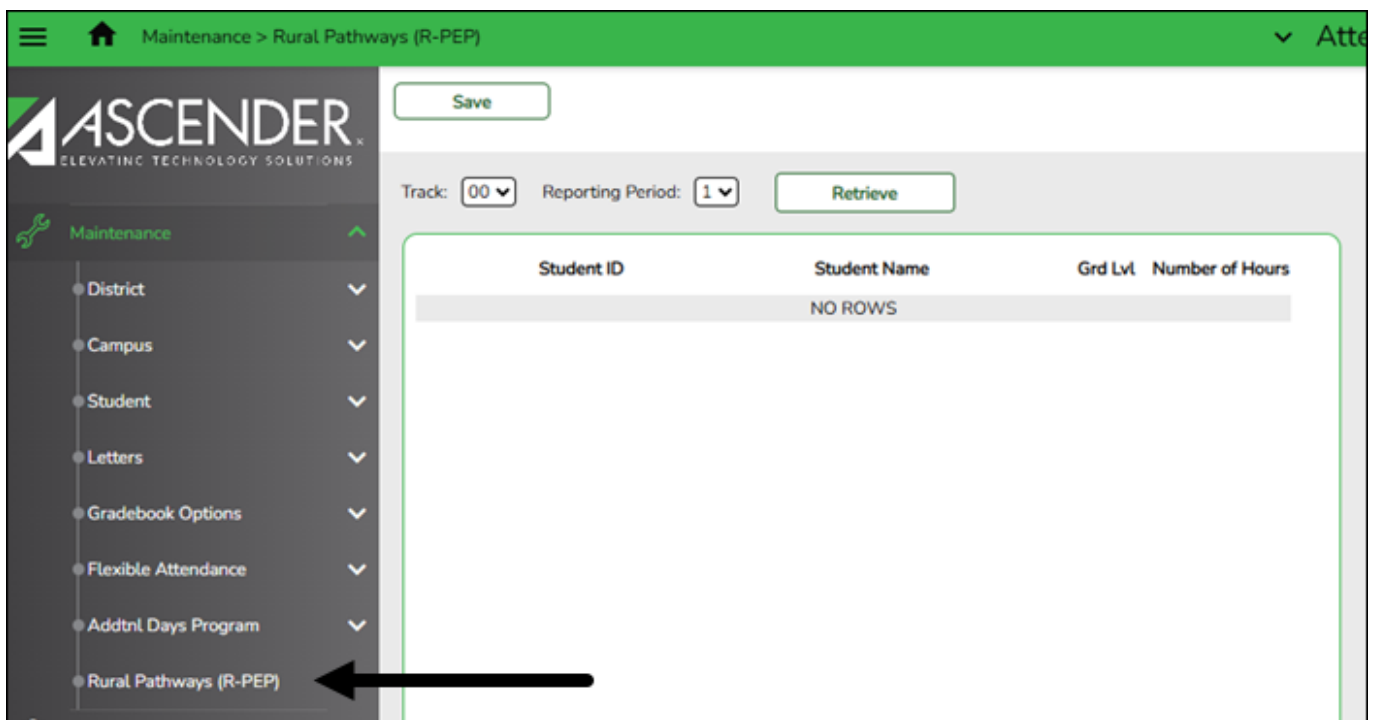 Maintenance > Rural Pathways (R-PEP)
Atte
ASCENDER
ELEVATING TECHNOLOGY SOLUTIONS
Save
Track: 00 Reporting Period: 1 Retrieve
Maintenance
Student ID Student Name Grd Lvl Number of Hours
NO ROWS
District
Campus
Student
Letters
Gradebook Options
Flexible Attendance
Addtnl Days Program
Rural Pathways (R-PEP)